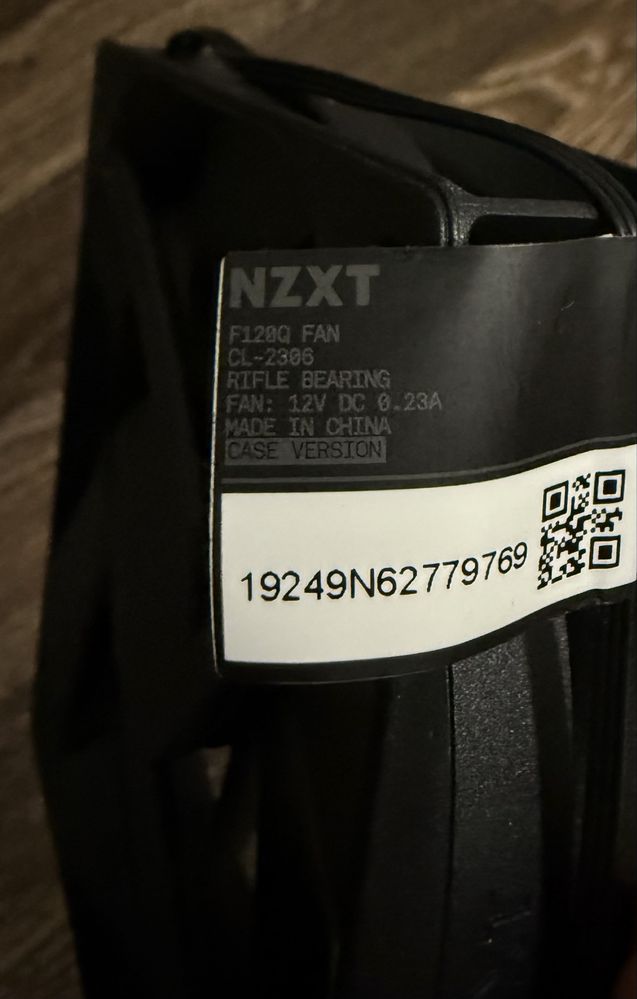 NZXT
F120Q FAN
CL-2306
RIFLE BEARING
FAN: 12V DC 0.23A
MADE IN CHINA
CASE VERSION
19249N62779769